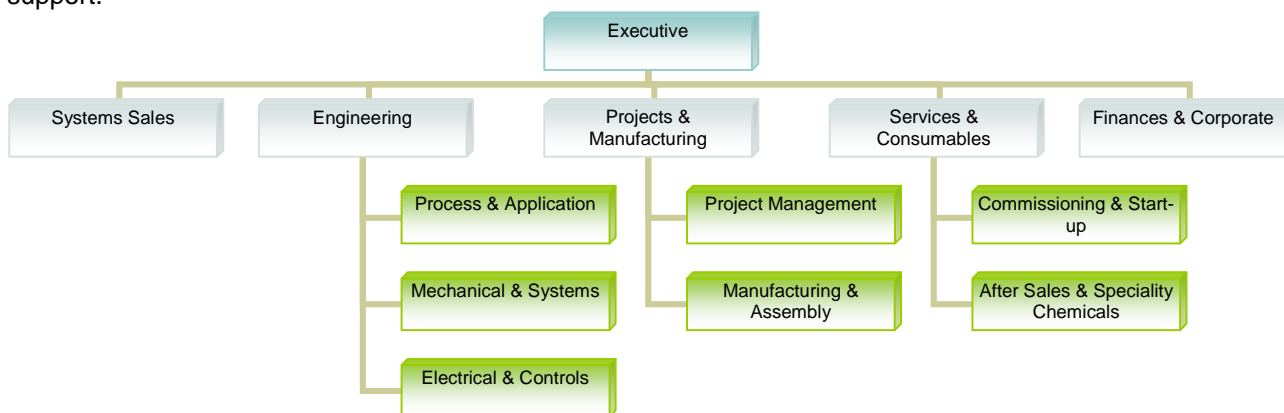 support.
Executive
Systems Sales
Engineering
Projects &
Manufacturing
Services &
Consumables
Finances & Corporate
Process & Application
Project Management
Commissioning & Start-
up
Mechanical & Systems
Manufacturing &
Assembly
After Sales & Speciality
Chemicals
Electrical & Controls